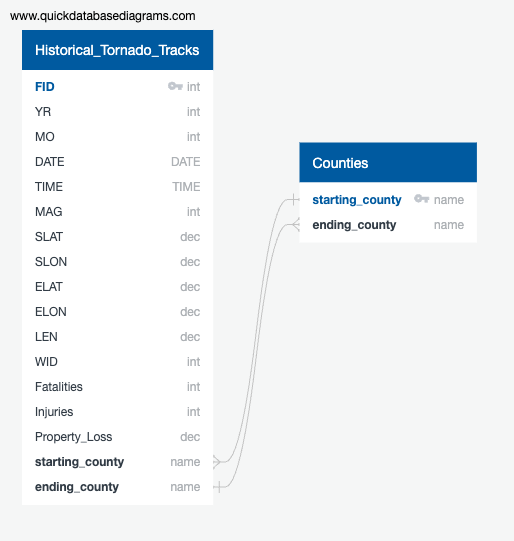 www.quickdatabasediagrams.com
Historical_Tornado_Tracks
FID int
YR int
MO int
DATE DATE
TIME TIME
MAG int
SLAT dec
SLON dec
ELAT dec
ELON dec
LEN dec
WID int
Fatalities int
Injuries int
Property_Loss dec
starting_county name
ending_county name
Counties
starting_county name
ending_county name